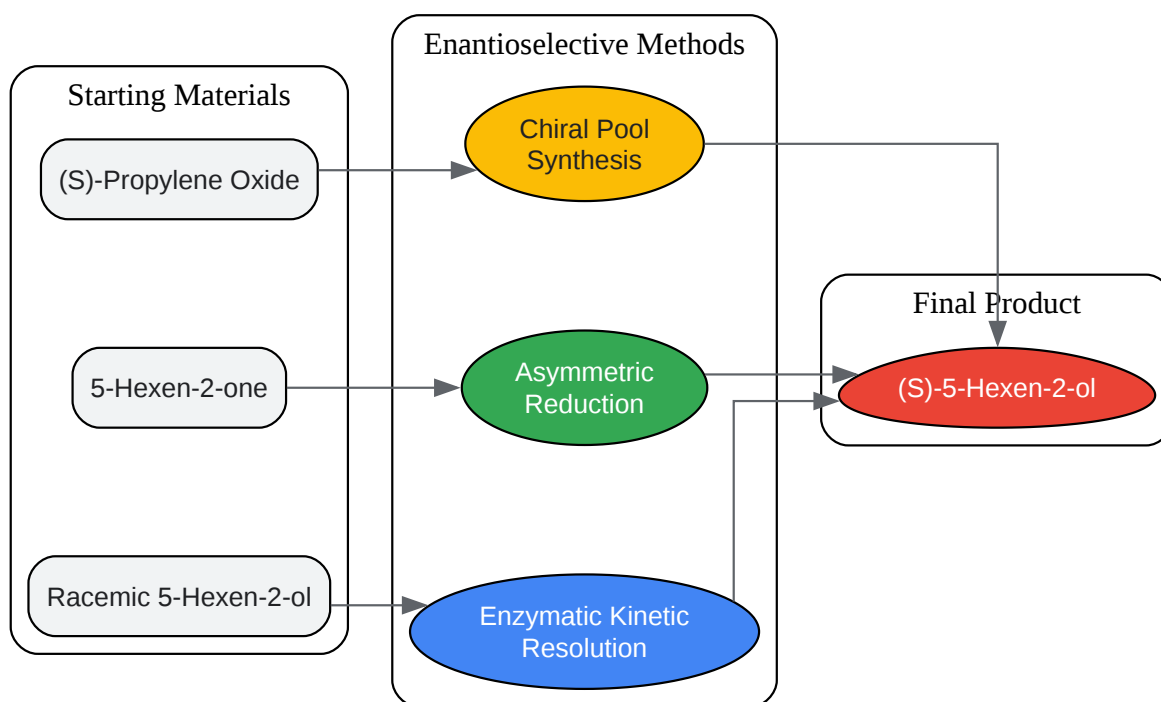 Enantioselective Methods
Starting Materials
Chiral Pool
Synthesis
(S)-Propylene Oxide
Final Product
5-Hexen-2-one
Asymmetric
Reduction
(S)-5-Hexen-2-ol
Racemic 5-Hexen-2-ol
Enzymatic Kinetic
Resolution